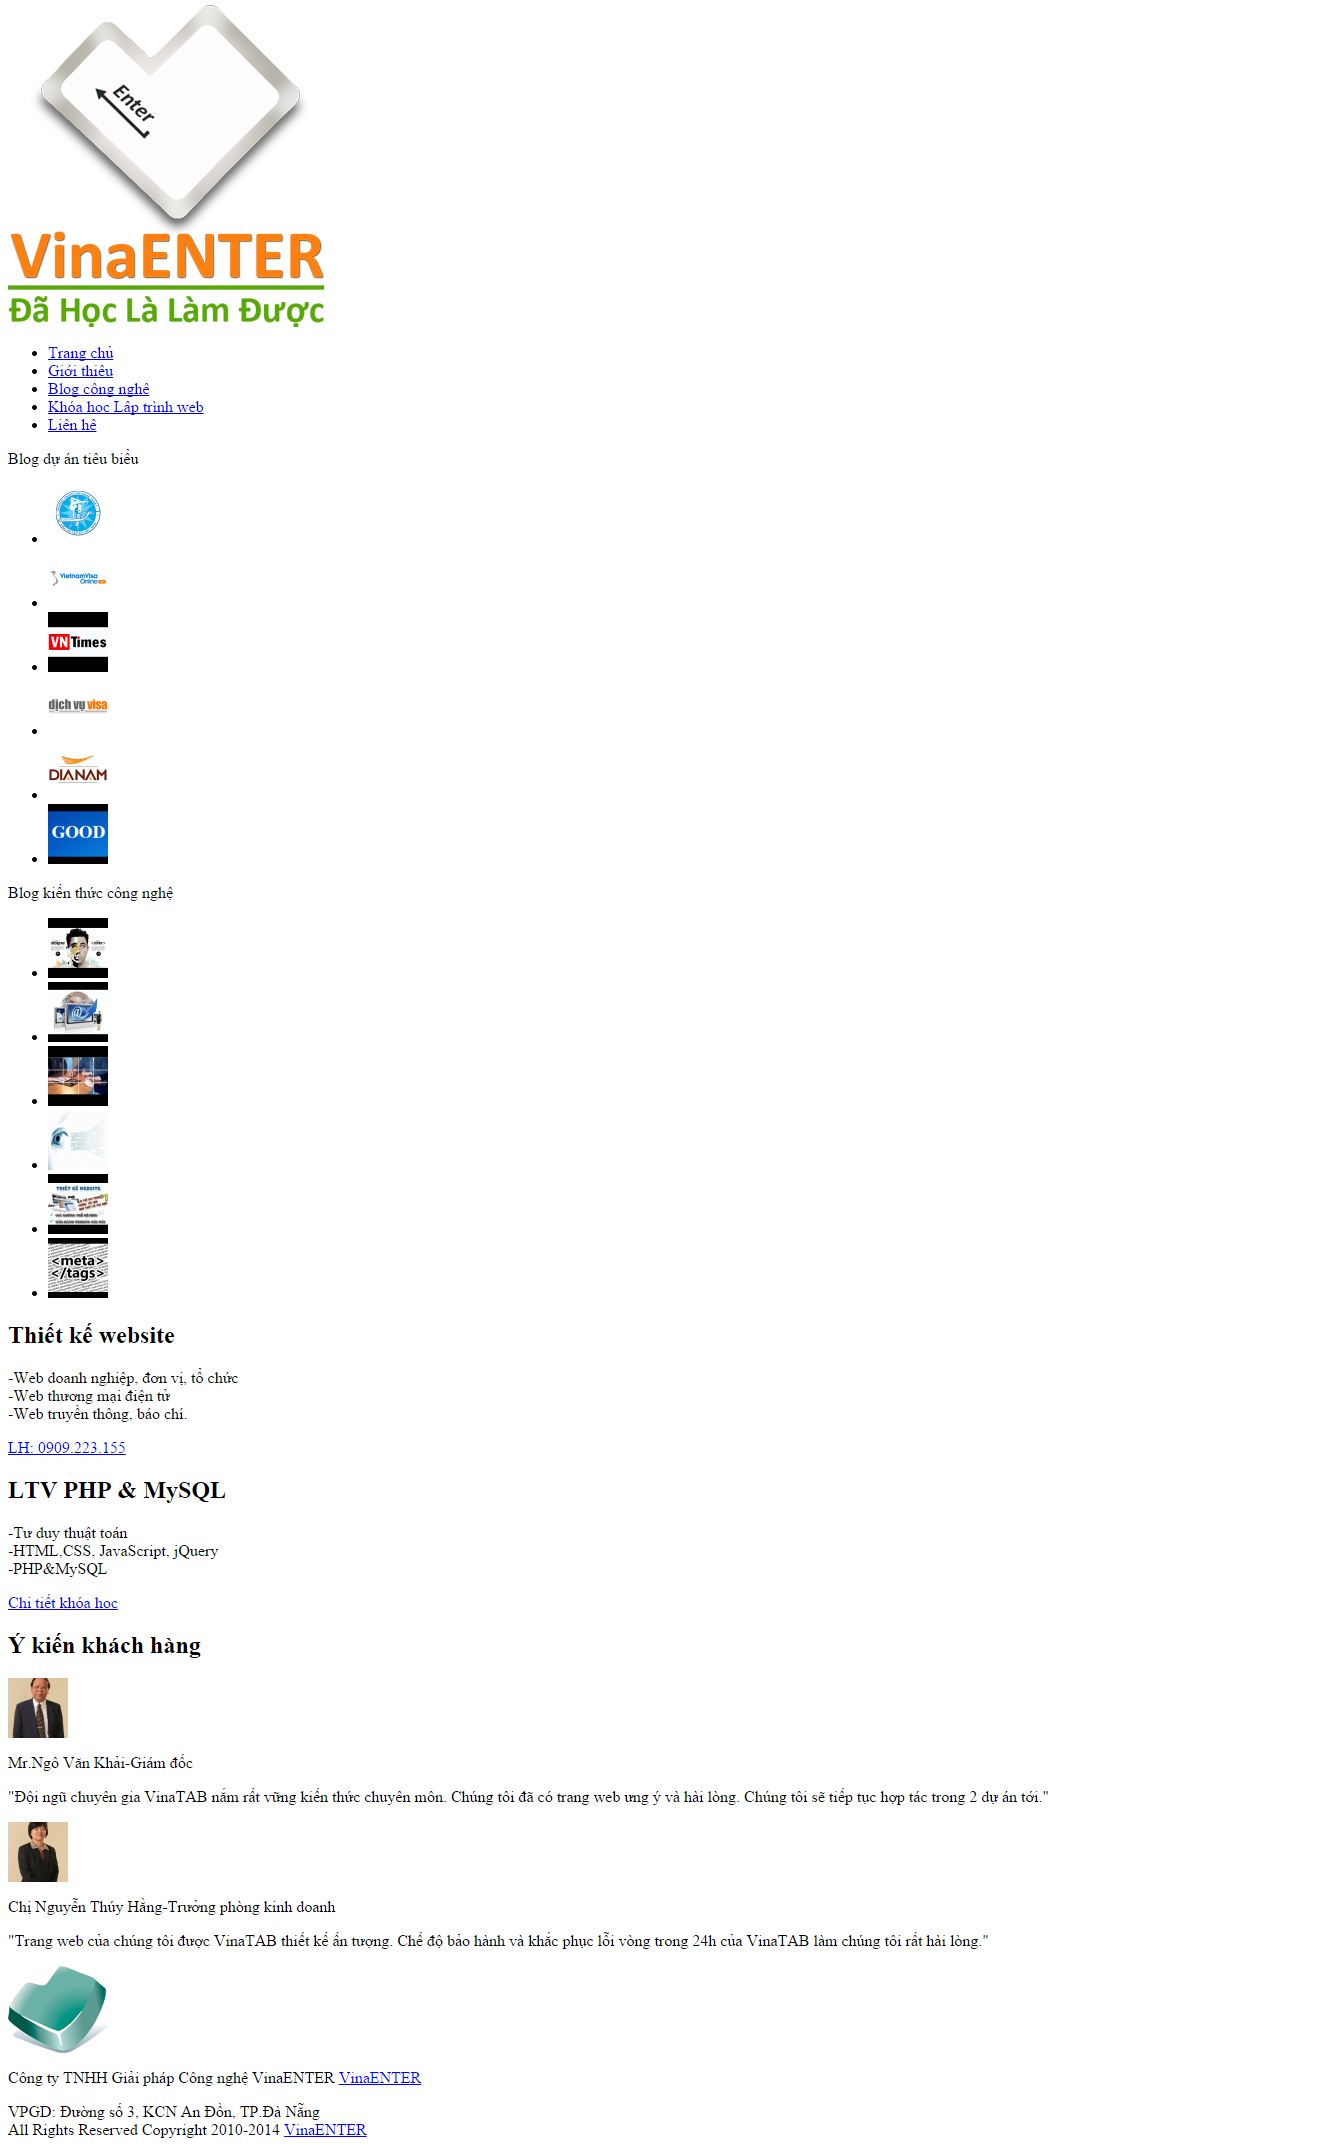 Enter
VinaENTER
Đã Học Là Làm Được
Trang chủ
Giới thiệu
Blog công nghệ
Khóa học Lập trình web
Liên hệ
Blog dự án tiêu biểu
VietnamVisa
Online
VNTimes
dịch vụ visa
DIANAM
GOOD
Blog kiến thức công nghệ
designer
<coder>
@
THIẾT KẾ WEBSITE
<meta>
</tags>
Thiết kế website
-Web doanh nghiệp, đơn vị, tổ chức
-Web thương mại điện tử
-Web truyền thông, báo chí.
LH: 0909.223.155
LTV PHP & MySQL
-Tư duy thuật toán
-HTML,CSS, JavaScript, jQuery
-PHP&MySQL
Chi tiết khóa học
Ý kiến khách hàng
Mr.Ngô Văn Khải-Giám đốc
"Đội ngũ chuyên gia VinaTAB nắm rất vững kiến thức chuyên môn. Chúng tôi đã có trang web ưng ý và hài lòng. Chúng tôi sẽ tiếp tục hợp tác trong 2 dự án tới."
Chị Nguyễn Thúy Hằng-Trưởng phòng kinh doanh
"Trang web của chúng tôi được VinaTAB thiết kế ấn tượng. Chế độ bảo hành và khắc phục lỗi vòng trong 24h của VinaTAB làm chúng tôi rất hài lòng."
Công ty TNHH Giải pháp Công nghệ VinaENTER VinaENTER
VPGD: Đường số 3, KCN An Đồn, TP.Đà Nẵng
All Rights Reserved Copyright 2010-2014 VinaENTER